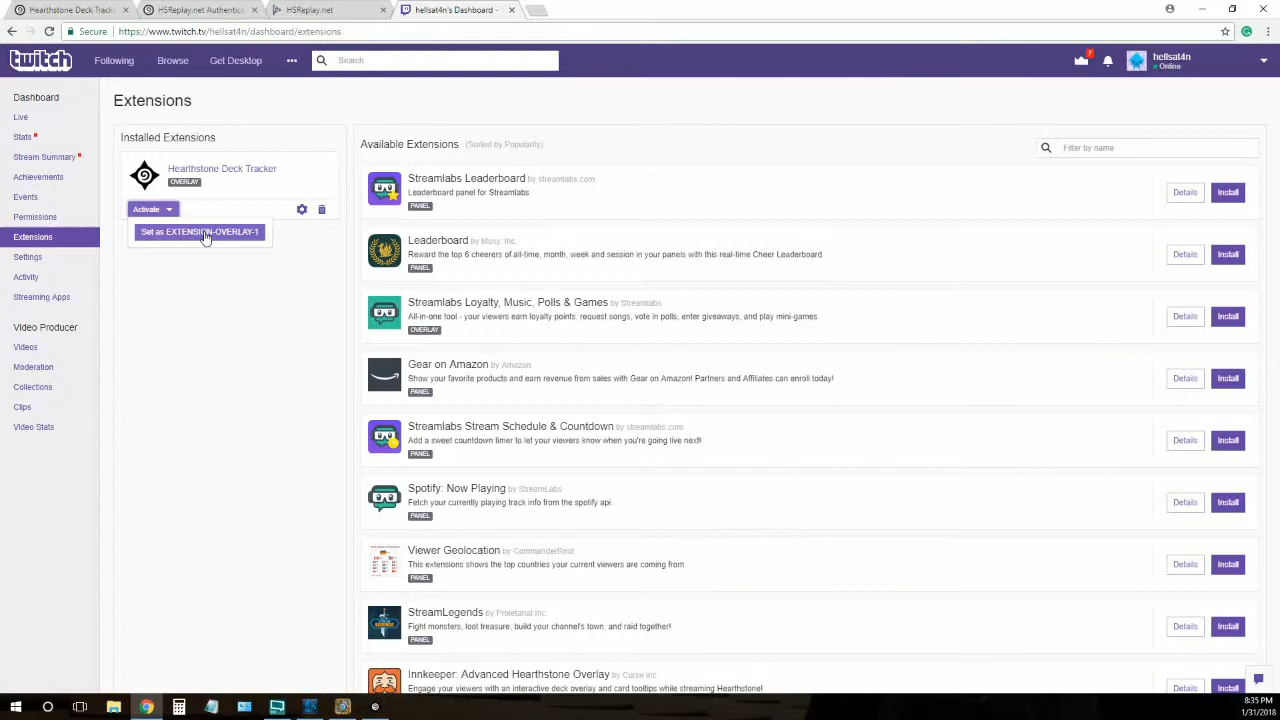 Hearthstone Deck Track
HSReplay.net Authentic
HSReplay.net
hellsat4n's Dashboard -
Secure
https://www.twitch.tv/hellsat4n/dashboard/extensions
twitch
Following
Browse
Get Desktop
Search
7
hellsat4n
Online
Dashboard
Live
Stats
Stream Summary
Achievements
Events
Permissions
Extensions
Settings
Activity
Streaming Apps
Video Producer
Videos
Moderation
Collections
Clips
Video Stats
Extensions
Installed Extensions
Hearthstone Deck Tracker
OVERLAY
Activate
Set as EXTENSION-OVERLAY-1
Available Extensions (Sorted by Popularity)
Filter by name
Streamlabs Leaderboard by streamlabs.com
Leaderboard panel for Streamlabs
PANEL
Details Install
Leaderboard by Muxy, Inc.
Reward the top 6 cheerers of all-time, month, week and session in your panels with this real-time Cheer Leaderboard
PANEL
Details Install
Streamlabs Loyalty, Music, Polls & Games by Streamlabs
All-in-one tool - your viewers earn loyalty points, request songs, vote in polls, enter giveaways, and play mini-games.
OVERLAY
Details Install
Gear on Amazon by Amazon
Show your favorite products and earn revenue from sales with Gear on Amazon! Partners and Affiliates can enroll today!
PANEL
Details Install
Streamlabs Stream Schedule & Countdown by streamlabs.com
Add a sweet countdown timer to let your viewers know when you're going live next!
PANEL
Details Install
Spotify: Now Playing by StreamLabs
Fetch your currently playing track info from the spotify api.
PANEL
Details Install
Viewer Geolocation by CommanderRoot
This extensions shows the top countries your current viewers are coming from
PANEL
Details Install
StreamLegends by Proletariat Inc.
Fight monsters, loot treasure, build your channel's town, and raid together!
PANEL
Details Install
Innkeeper: Advanced Hearthstone Overlay by Curse Inc.
Engage your viewers with an interactive deck overlay and card tooltips while streaming Hearthstone!
Details Install
8:35 PM
1/31/2018